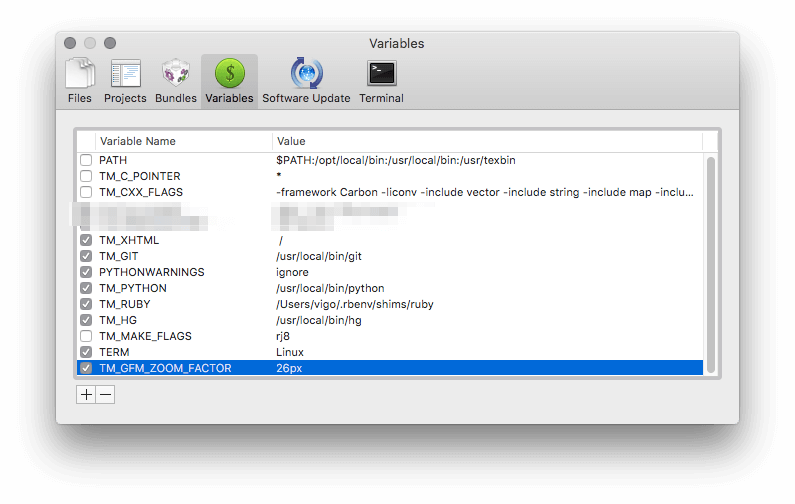 Variables
Files Projects Bundles Variables Software Update Terminal
Variable Name Value
PATH $PATH:/opt/local/bin:/usr/local/bin:/usr/texbin
TM_C_POINTER *
TM_CXX_FLAGS -framework Carbon -liconv -include vector -include string -include map -inclu...
TM_XHTML /
TM_GIT /usr/local/bin/git
PYTHONWARNINGS ignore
TM_PYTHON /usr/local/bin/python
TM_RUBY /Users/vigo/.rbenv/shims/ruby
TM_HG /usr/local/bin/hg
TM_MAKE_FLAGS rj8
TERM Linux
TM_GFM_ZOOM_FACTOR 26px